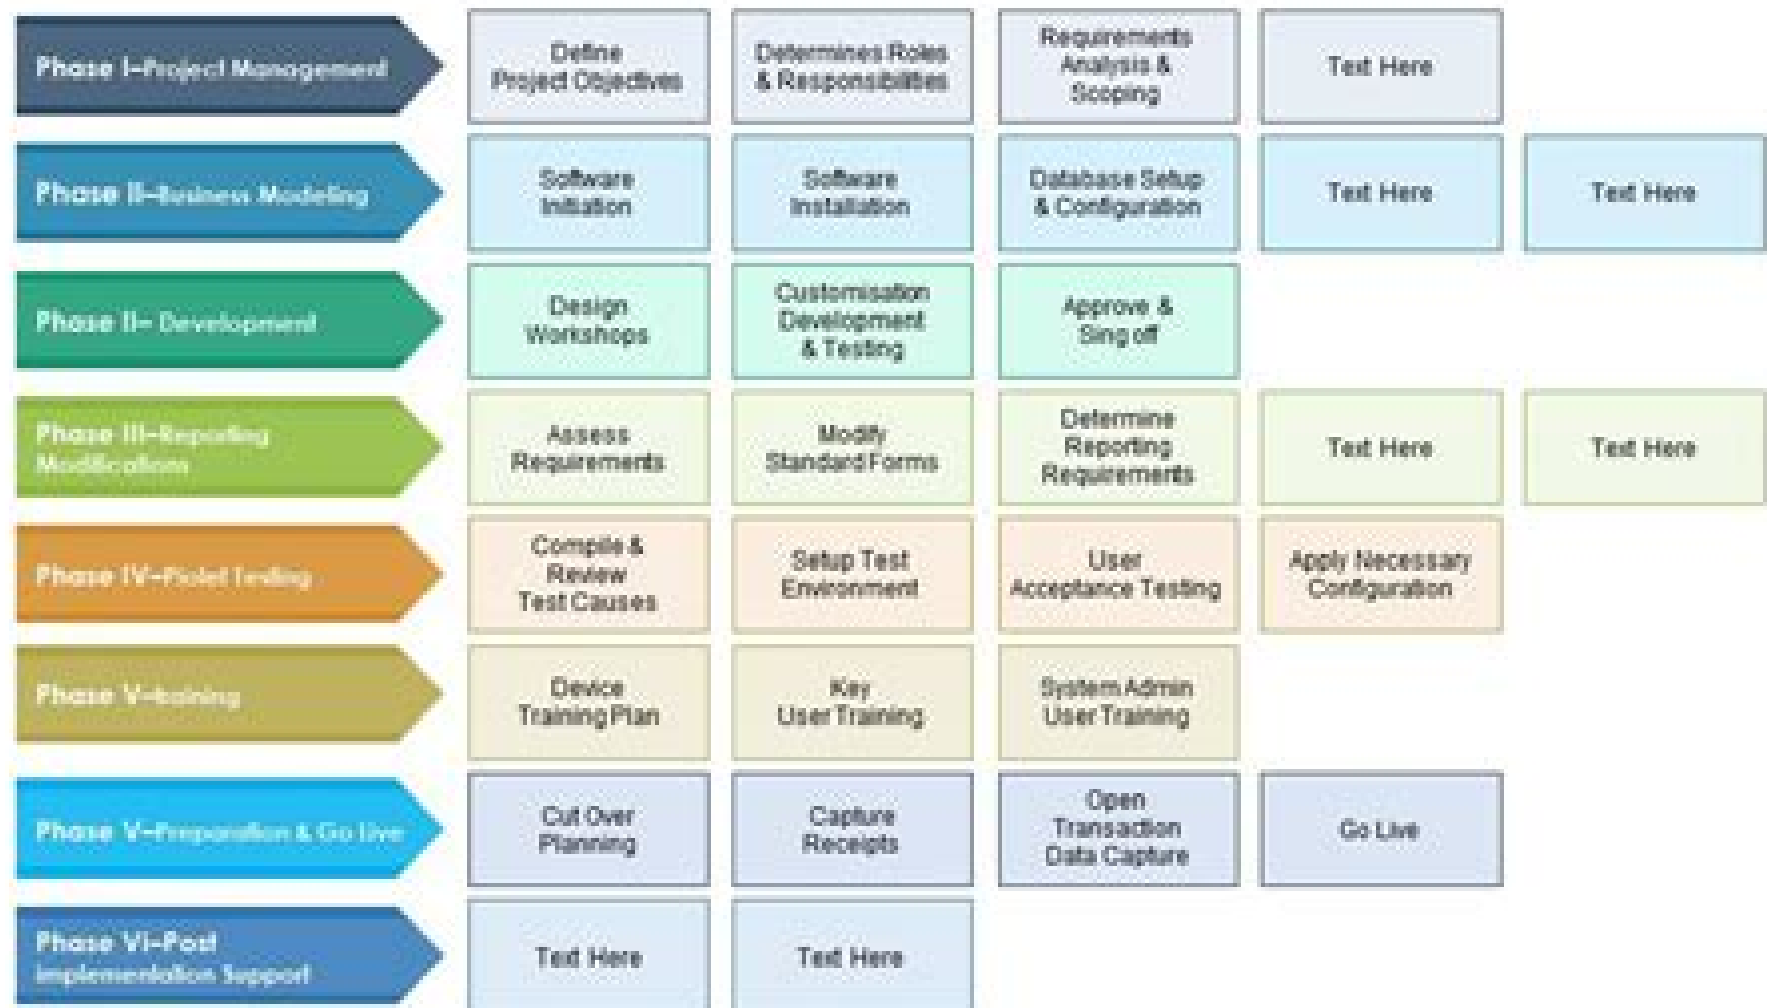 Phase I-Project Management
Define
Project Objectives
Determines Roles
& Responsibilities
Requirements
Analysis &
Scoping
Text Here
Phase II-Business Modeling
Software
Initiation
Software
Installation
Database Setup
& Configuration
Text Here
Text Here
Phase II- Development
Design
Workshops
Customisation
Development
& Testing
Approve &
Sing off
Phase III-Reporting
Modifications
Assess
Requirements
Modify
Standard Forms
Determine
Reporting
Requirements
Text Here
Text Here
Phase IV-Piolet Testing
Compile &
Review
Test Causes
Setup Test
Environment
User
Acceptance Testing
Apply Necessary
Configuration
Phase V-training
Device
Training Plan
Key
User Training
System Admin
User Training
Phase V-Preparation & Go Live
Cut Over
Planning
Capture
Receipts
Open
Transaction
Data Capture
Go Live
Phase Vi-Post
implementation Support
Text Here
Text Here